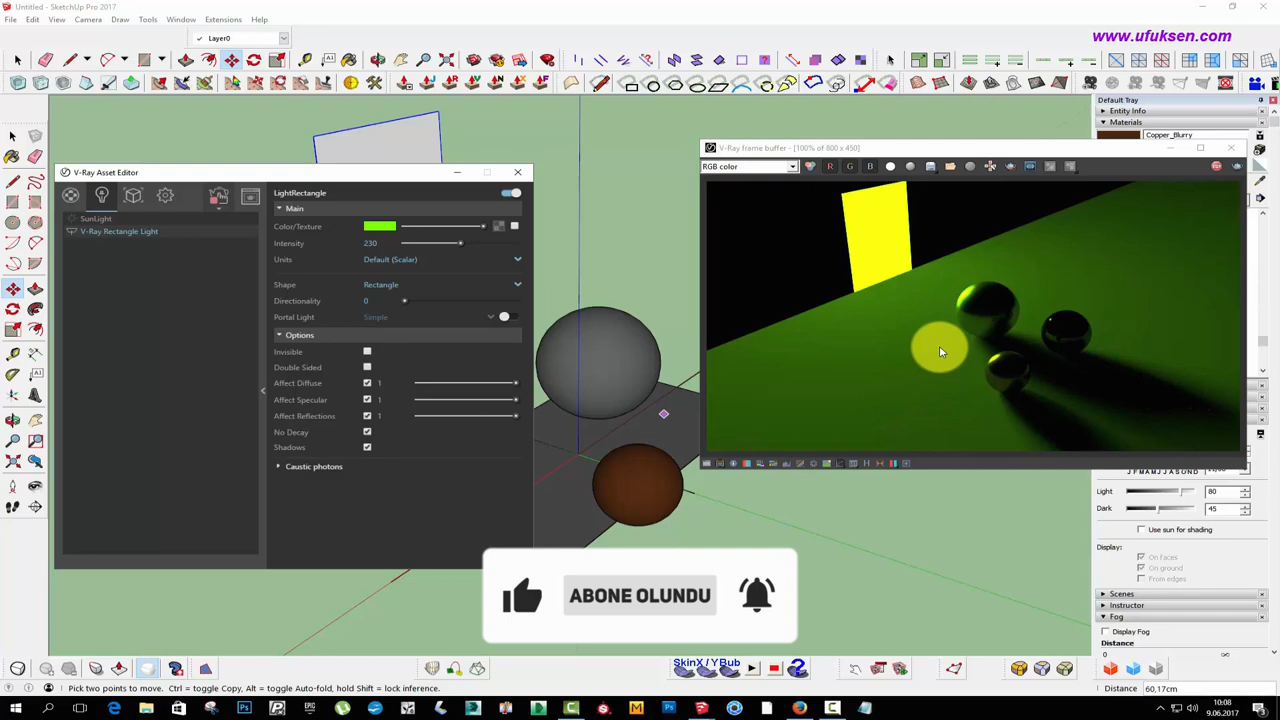 Untitled - SketchUp Pro 2017
File Edit View Camera Draw Tools Window Extensions Help
www.ufuksen.com
Layer0
Default Tray
Entity Info
Materials
Copper_Blurry
V-Ray frame buffer - [100% of 800 x 450]
RGB color
R G B
V-Ray Asset Editor
SunLight
V-Ray Rectangle Light
LightRectangle
Main
Color/Texture
Intensity 230
Units Default (Scalar)
Shape Rectangle
Directionality 0
Portal Light Simple
Options
Invisible
Double Sided
Affect Diffuse 1
Affect Specular 1
Affect Reflections 1
No Decay
Shadows
Caustic photons
J F M A M J J A S O N D
Light 80
Dark 45
Use sun for shading
Display:
On faces
On ground
From edges
Scenes
Instructor
Fog
Display Fog
Distance
0
ABONE OLUNDU
SkinX / YBub
Pick two points to move. Ctrl = toggle Copy, Alt = toggle Auto-fold, hold Shift = lock inference.
Distance 60,17cm
10:08
9.06.2017